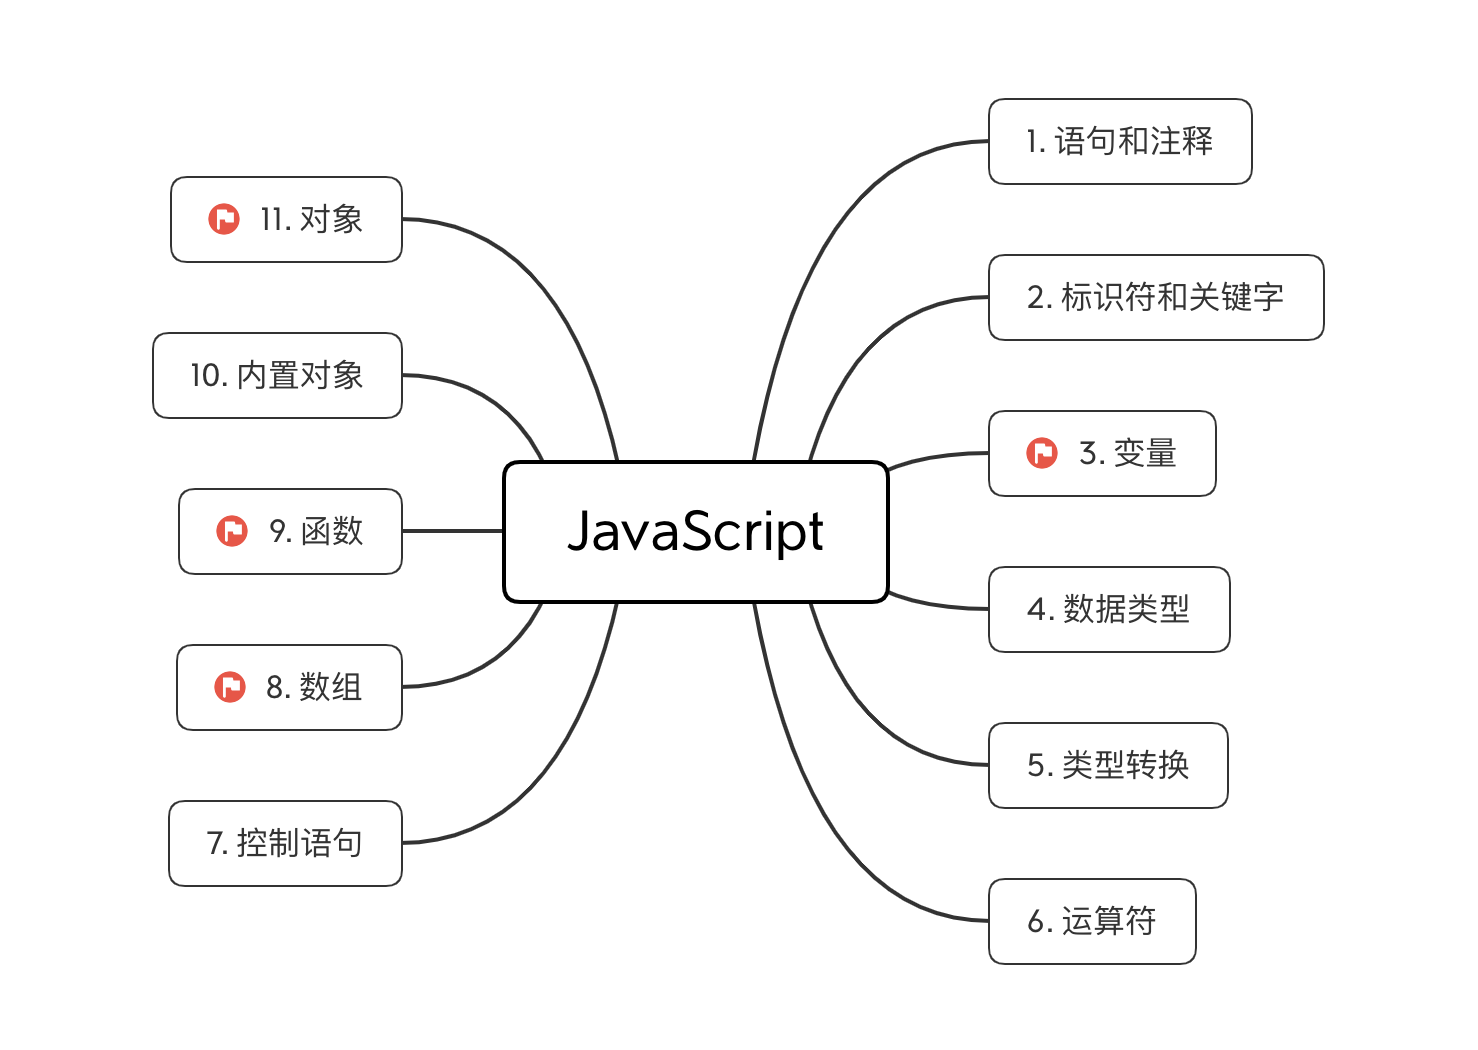 JavaScript
1. 语句和注释
2. 标识符和关键字
3. 变量
4. 数据类型
5. 类型转换
6. 运算符
7. 控制语句
8. 数组
9. 函数
10. 内置对象
11. 对象